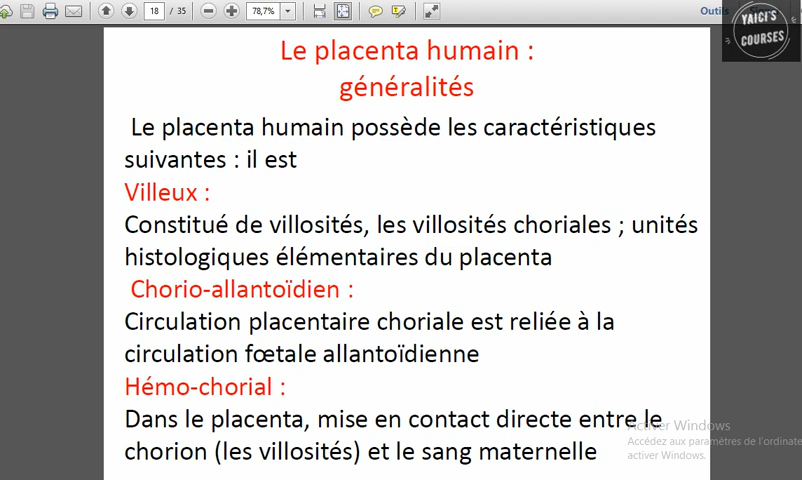 18 / 35
78,7%
Outils
YAICI'S
COURSES
Le placenta humain :
généralités
Le placenta humain possède les caractéristiques
suivantes : il est
Villeux :
Constitué de villosités, les villosités choriales ; unités
histologiques élémentaires du placenta
Chorio-allantoïdien :
Circulation placentaire choriale est reliée à la
circulation fœtale allantoïdienne
Hémo-chorial :
Dans le placenta, mise en contact directe entre le
chorion (les villosités) et le sang maternelle
Activer Windows
Accédez aux paramètres de l'ordinate
activer Windows.